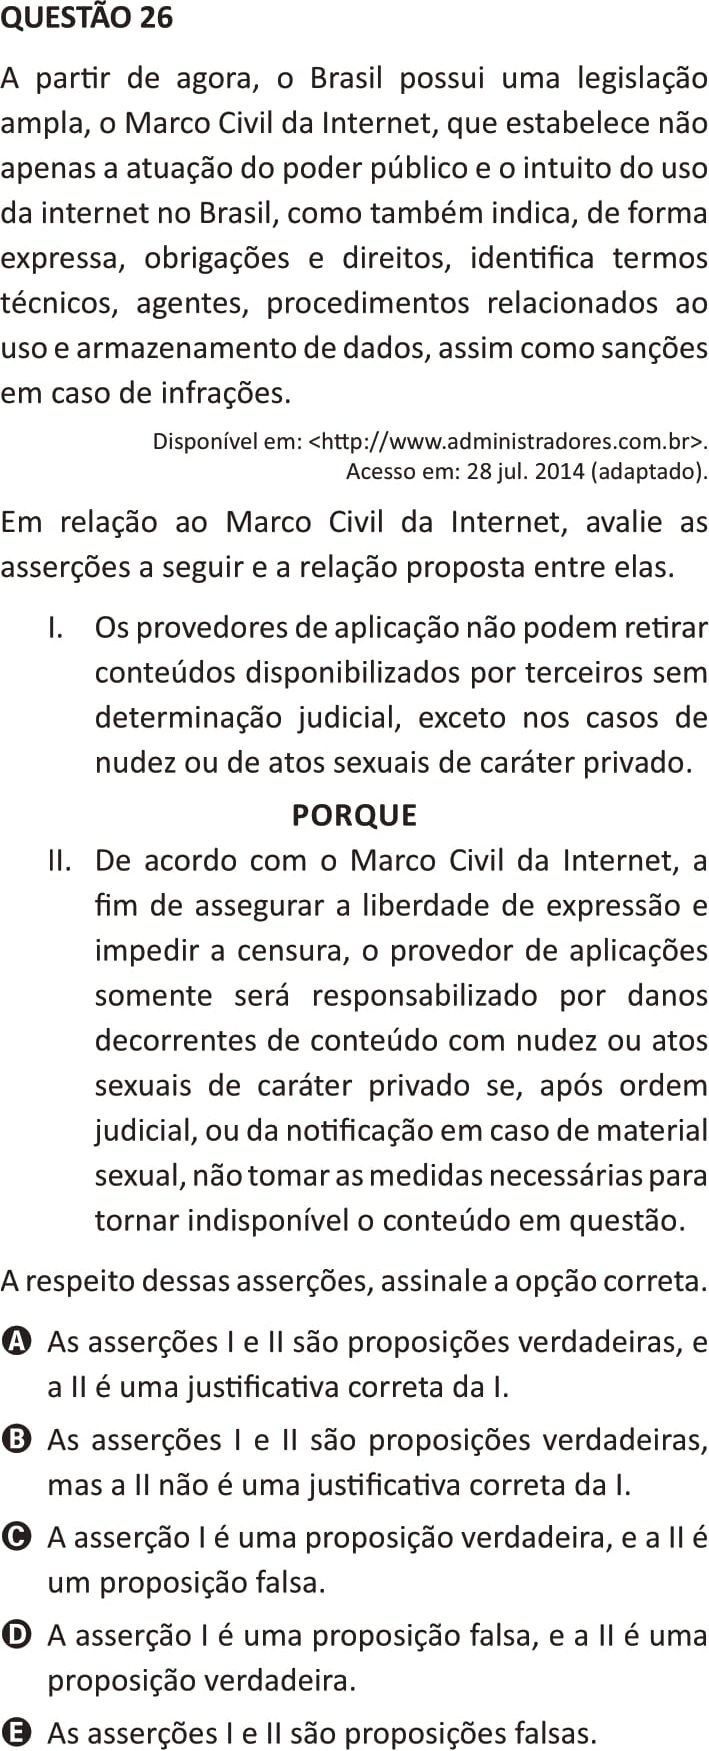 QUESTÃO 26
A partir de agora, o Brasil possui uma legislação
ampla, o Marco Civil da Internet, que estabelece não
apenas a atuação do poder público e o intuito do uso
da internet no Brasil, como também indica, de forma
expressa, obrigações e direitos, identifica termos
técnicos, agentes, procedimentos relacionados ao
uso e armazenamento de dados, assim como sanções
em caso de infrações.
Disponível em: <http://www.administradores.com.br>.
Acesso em: 28 jul. 2014 (adaptado).
Em relação ao Marco Civil da Internet, avalie as
asserções a seguir e a relação proposta entre elas.
I. Os provedores de aplicação não podem retirar
conteúdos disponibilizados por terceiros sem
determinação judicial, exceto nos casos de
nudez ou de atos sexuais de caráter privado.
PORQUE
II. De acordo com o Marco Civil da Internet, a
fim de assegurar a liberdade de expressão e
impedir a censura, o provedor de aplicações
somente será responsabilizado por danos
decorrentes de conteúdo com nudez ou atos
sexuais de caráter privado se, após ordem
judicial, ou da notificação em caso de material
sexual, não tomar as medidas necessárias para
tornar indisponível o conteúdo em questão.
A respeito dessas asserções, assinale a opção correta.
A As asserções I e II são proposições verdadeiras, e
a II é uma justificativa correta da I.
B As asserções I e II são proposições verdadeiras,
mas a II não é uma justificativa correta da I.
C A asserção I é uma proposição verdadeira, e a II é
um proposição falsa.
D A asserção I é uma proposição falsa, e a II é uma
proposição verdadeira.
E As asserções I e II são proposições falsas.